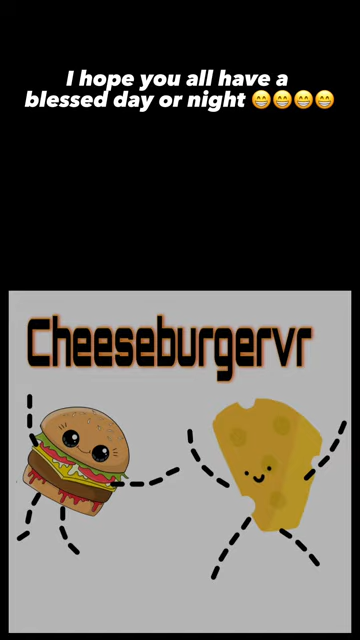 I hope you all have a
blessed day or night 😁😁😁😁
Cheeseburgervr